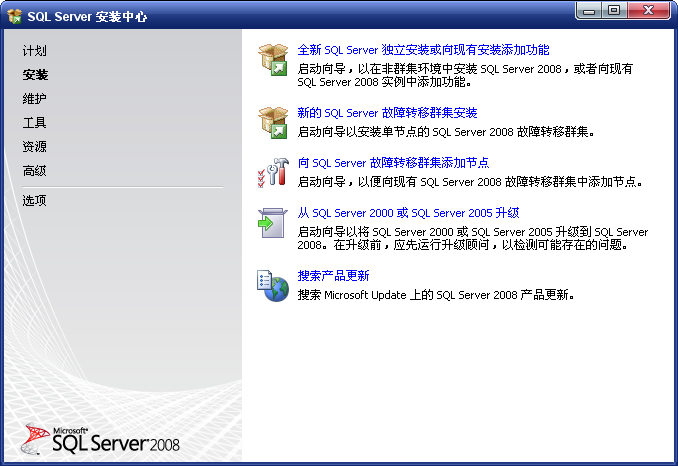 SQL Server 安装中心
计划
安装
维护
工具
资源
高级
选项
全新 SQL Server 独立安装或向现有安装添加功能
启动向导，以在非群集环境中安装 SQL Server 2008，或者向现有
SQL Server 2008 实例中添加功能。
新的 SQL Server 故障转移群集安装
启动向导以安装单节点的 SQL Server 2008 故障转移群集。
向 SQL Server 故障转移群集添加节点
启动向导，以便向现有 SQL Server 2008 故障转移群集中添加节点。
从 SQL Server 2000 或 SQL Server 2005 升级
启动向导以将 SQL Server 2000 或 SQL Server 2005 升级到 SQL Server
2008。在升级前，应先运行升级顾问，以检测可能存在的问题。
搜索产品更新
搜索 Microsoft Update 上的 SQL Server 2008 产品更新。
Microsoft®
SQL Server 2008